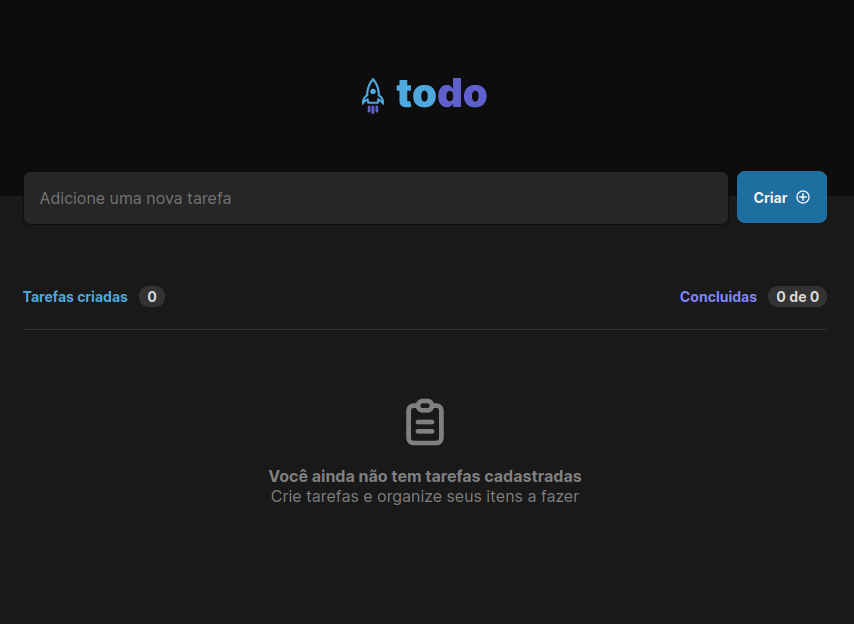 todo
Adicione uma nova tarefa
Criar
Tarefas criadas 0
Concluidas 0 de 0
Você ainda não tem tarefas cadastradas
Crie tarefas e organize seus itens a fazer